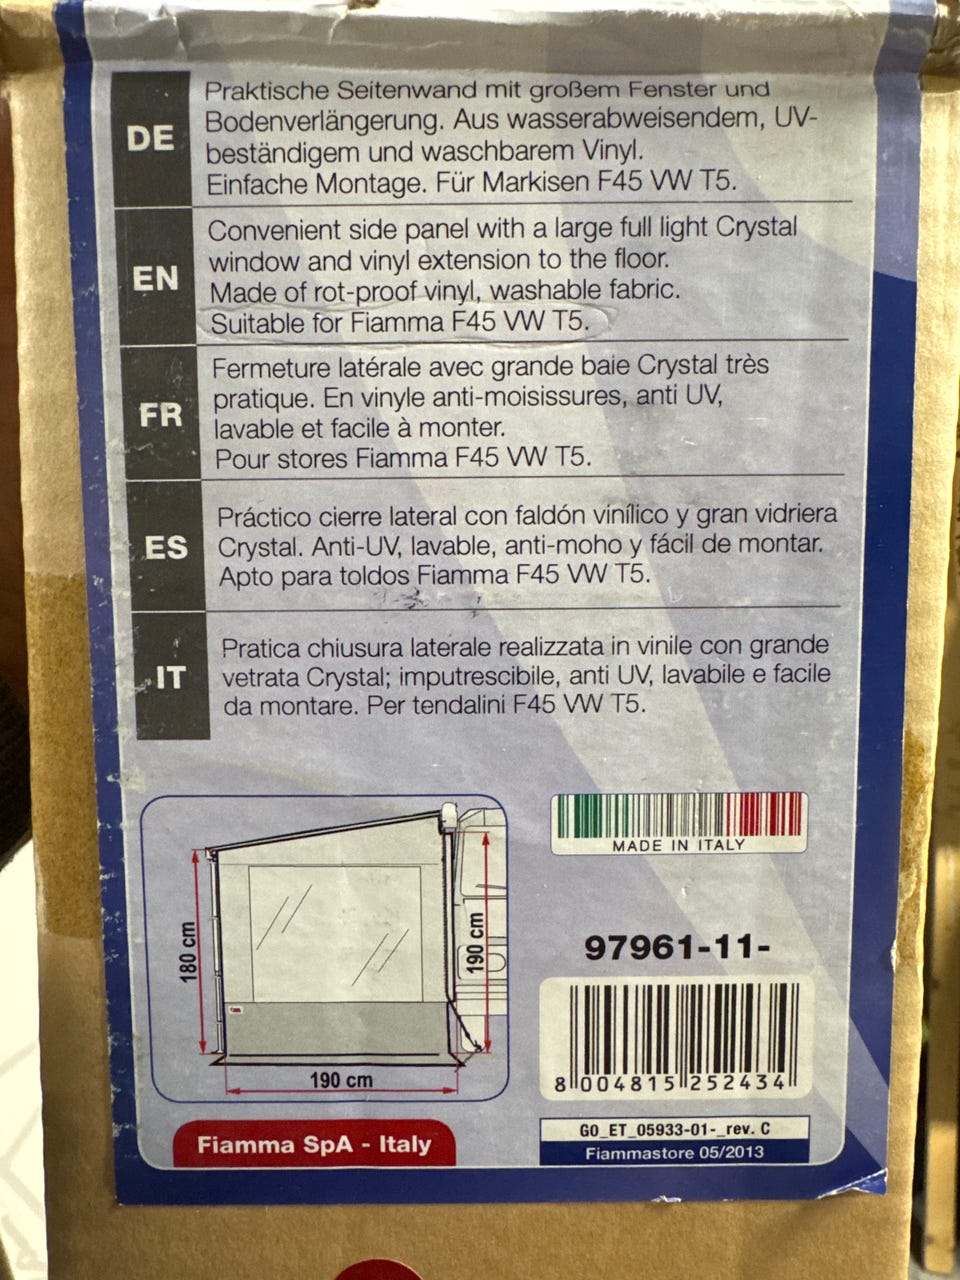 DE
Praktische Seitenwand mit großem Fenster und
Bodenverlängerung. Aus wasserabweisendem, UV-
beständigem und waschbarem Vinyl.
Einfache Montage. Für Markisen F45 VW T5.
EN
Convenient side panel with a large full light Crystal
window and vinyl extension to the floor.
Made of rot-proof vinyl, washable fabric.
Suitable for Fiamma F45 VW T5.
FR
Fermeture latérale avec grande baie Crystal très
pratique. En vinyle anti-moisissures, anti UV,
lavable et facile à monter.
Pour stores Fiamma F45 VW T5.
ES
Práctico cierre lateral con faldón vinílico y gran vidriera
Crystal. Anti-UV, lavable, anti-moho y fácil de montar.
Apto para toldos Fiamma F45 VW T5.
IT
Pratica chiusura laterale realizzata in vinile con grande
vetrata Crystal; imputrescibile, anti UV, lavabile e facile
da montare. Per tendalini F45 VW T5.
180 cm
190 cm
190 cm
MADE IN ITALY
97961-11-
8 004815 252434
Fiamma SpA - Italy
G0_ET_05933-01-_rev. C
Fiammastore 05/2013